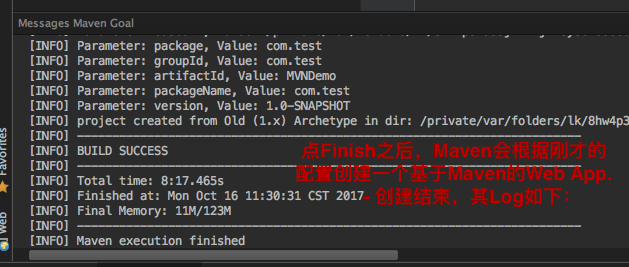 Messages Maven Goal
[INFO] Parameter: package, Value: com.test
[INFO] Parameter: groupId, Value: com.test
[INFO] Parameter: artifactId, Value: MVNDemo
[INFO] Parameter: packageName, Value: com.test
[INFO] Parameter: version, Value: 1.0-SNAPSHOT
[INFO] project created from Old (1.x) Archetype in dir: /private/var/folders/lk/8hw4p3
[INFO] ------------------------------------------------------------------------
[INFO] BUILD SUCCESS
[INFO] ------------------------------------------------------------------------
[INFO] Total time: 8:17.465s
[INFO] Finished at: Mon Oct 16 11:30:31 CST 2017
[INFO] Final Memory: 11M/123M
[INFO] ------------------------------------------------------------------------
[INFO] Maven execution finished
点Finish之后，Maven会根据刚才的
配置创建一个基于Maven的Web App.
- 创建结束，其Log如下：
Favorites
Web